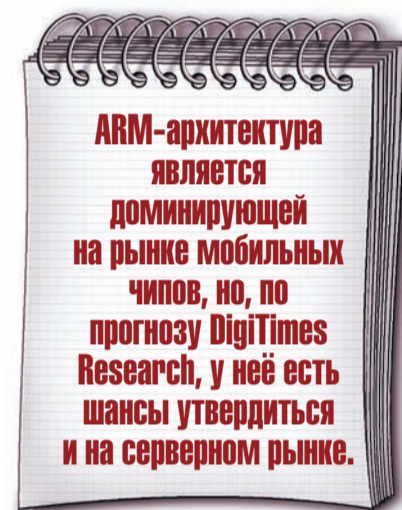 ARM-архитектура
является
доминирующей
на рынке мобильных
чипов, но, по
прогнозу DigiTimes
Research, у неё есть
шансы утвердиться
и на серверном рынке.